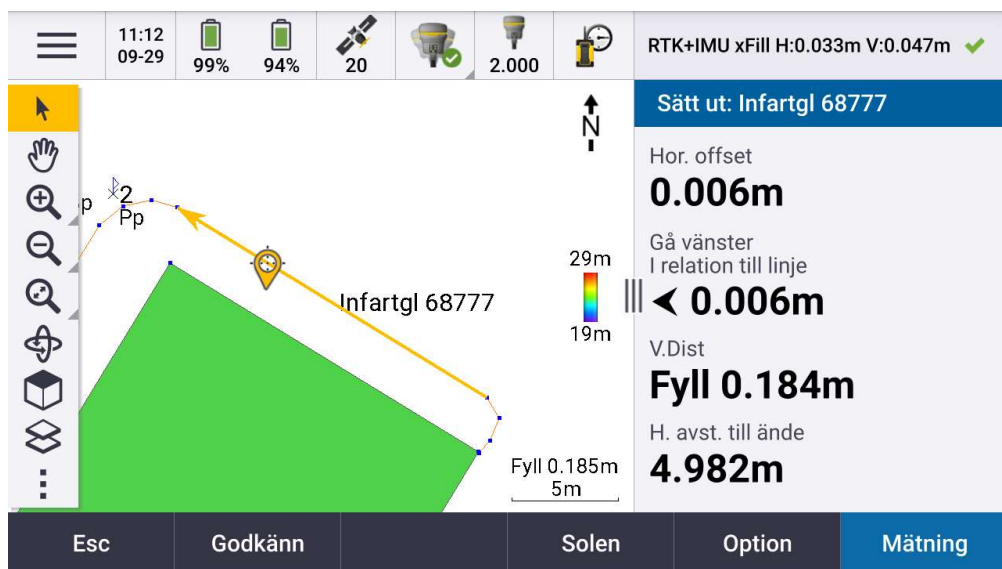 11:12
09-29
99%
94%
20
2.000
RTK+IMU xFill H:0.033m V:0.047m
Sätt ut: Infartgl 68777
N
p
2
Pp
Infartgl 68777
29m
19m
Fyll 0.185m
5m
Hor. offset
0.006m
Gå vänster
I relation till linje
0.006m
V.Dist
Fyll 0.184m
H. avst. till ände
4.982m
Esc
Godkänn
Solen
Option
Mätning